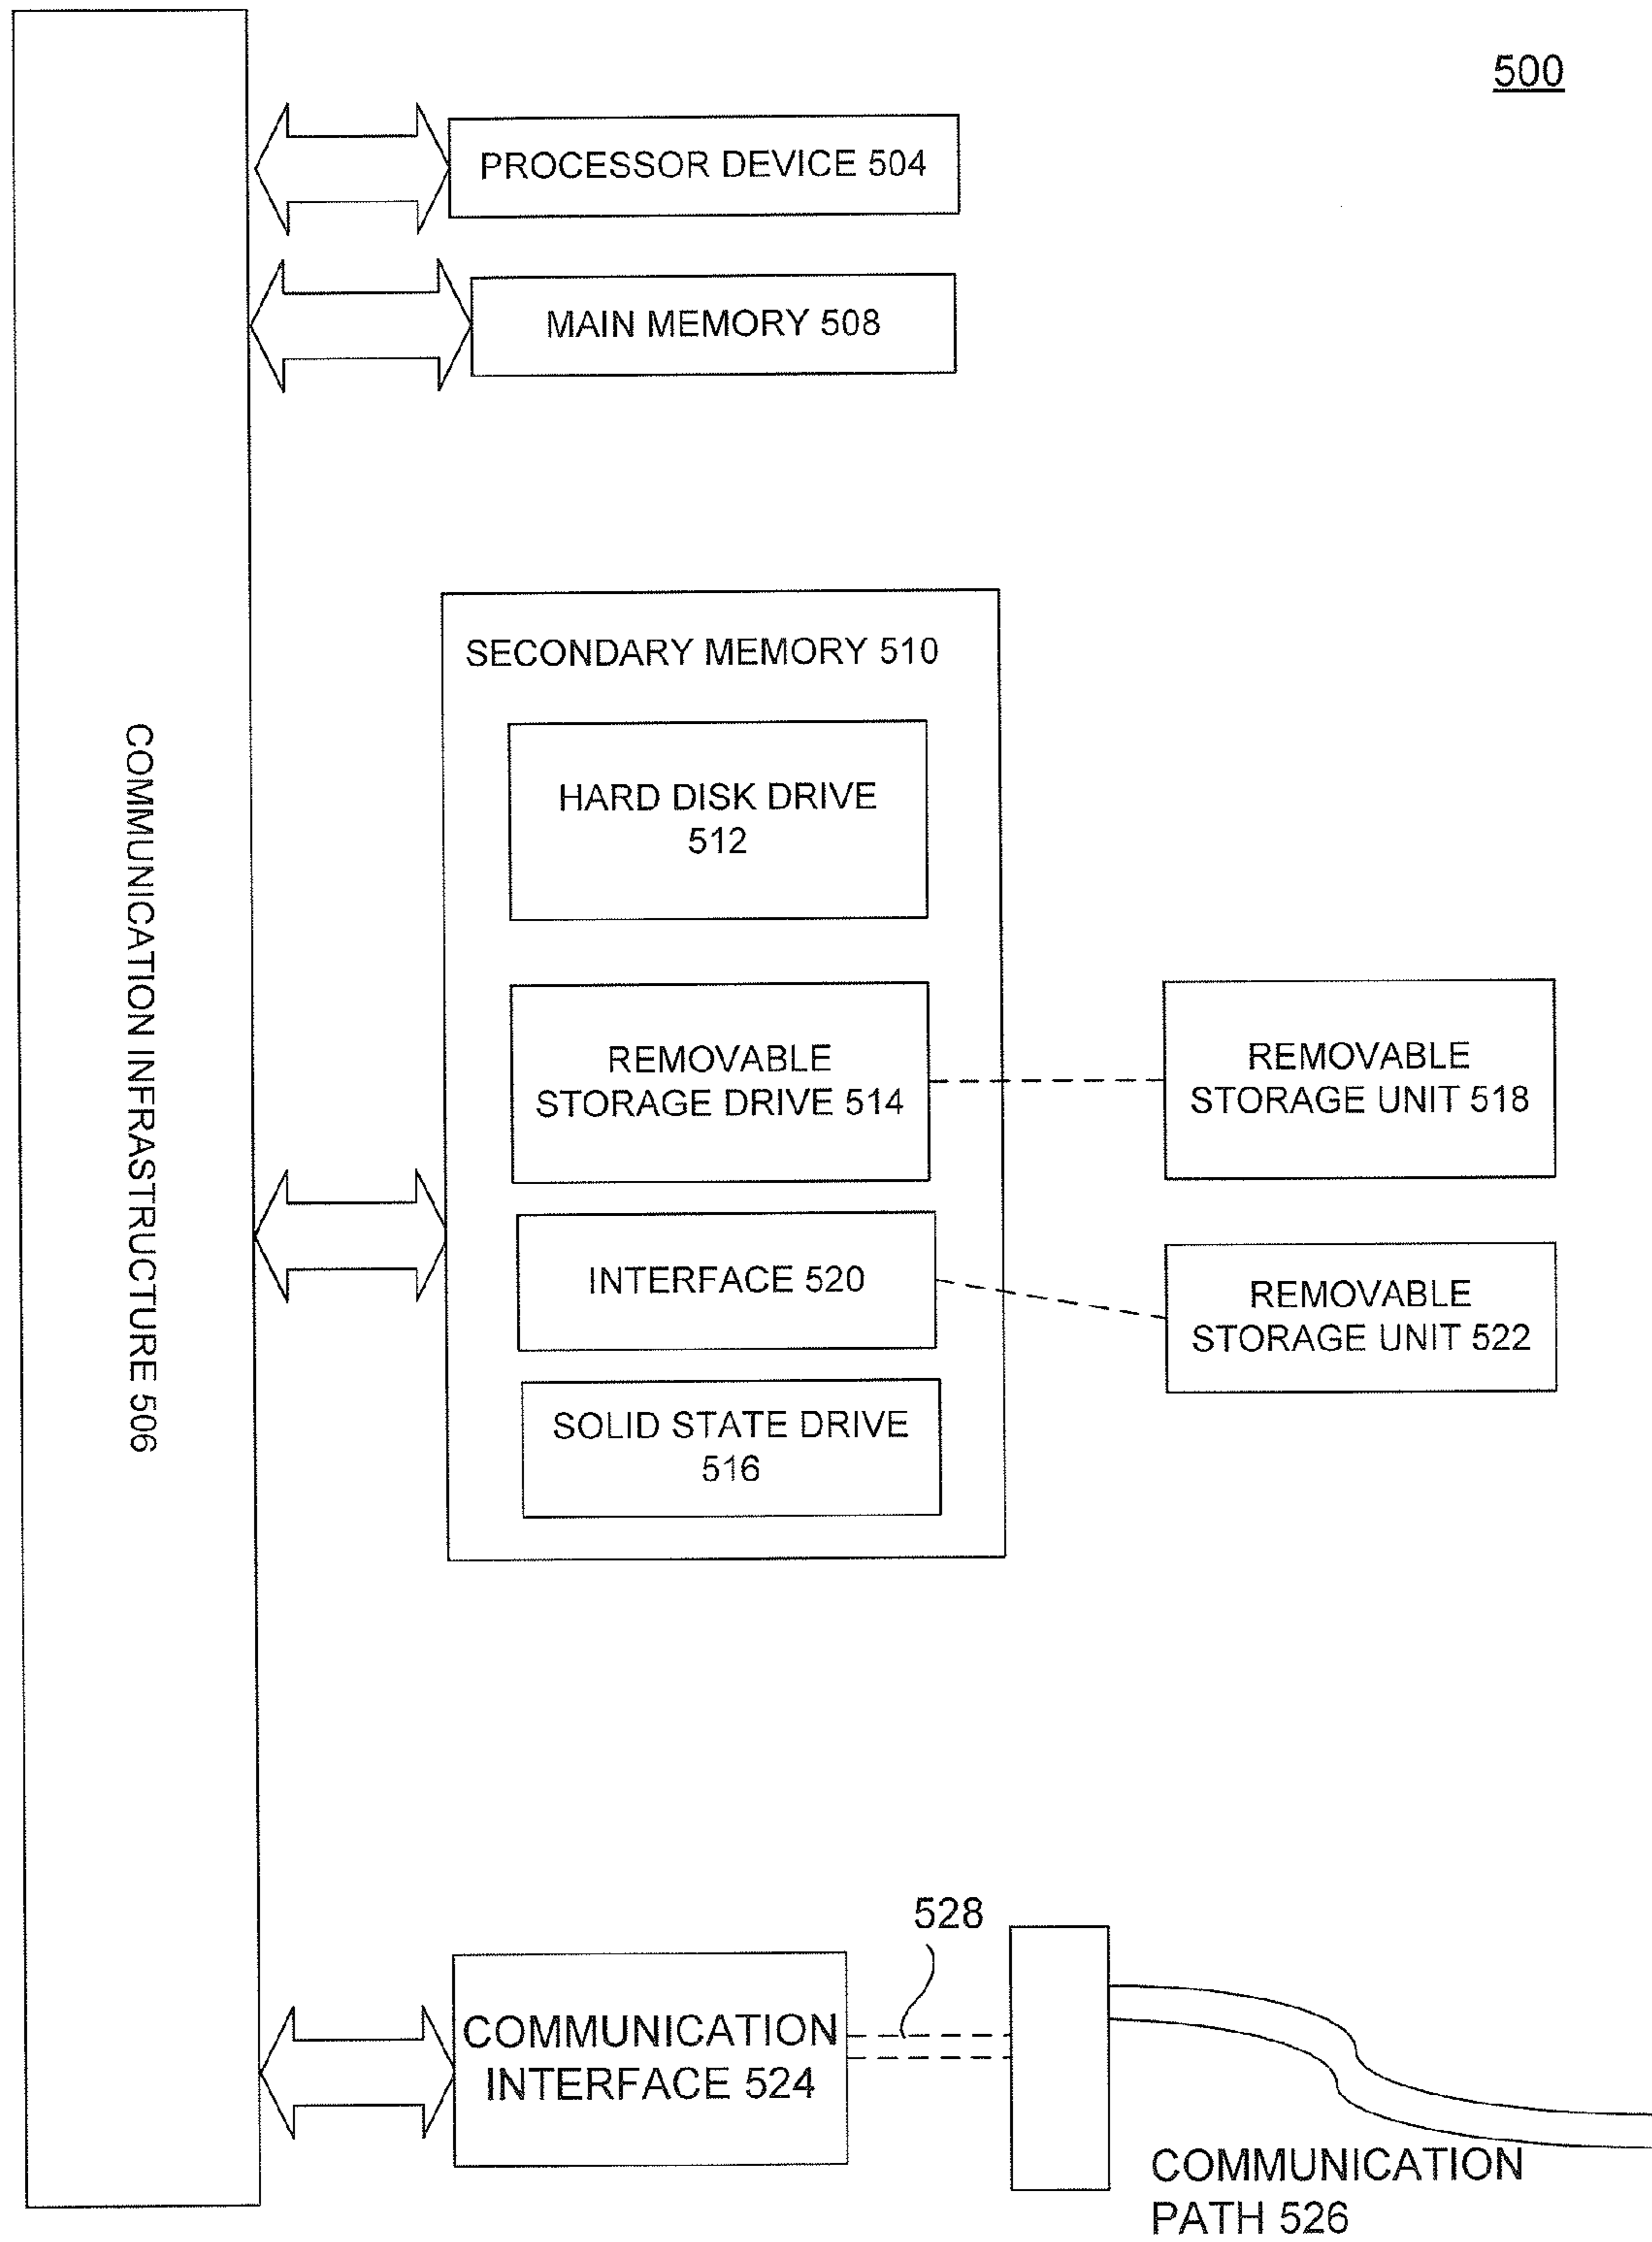 500
PROCESSOR DEVICE 504
MAIN MEMORY 508
COMMUNICATION INFRASTRUCTURE 506
SECONDARY MEMORY 510
HARD DISK DRIVE
512
REMOVABLE
STORAGE DRIVE 514
REMOVABLE
STORAGE UNIT 518
INTERFACE 520
REMOVABLE
STORAGE UNIT 522
SOLID STATE DRIVE
516
528
COMMUNICATION
INTERFACE 524
COMMUNICATION
PATH 526